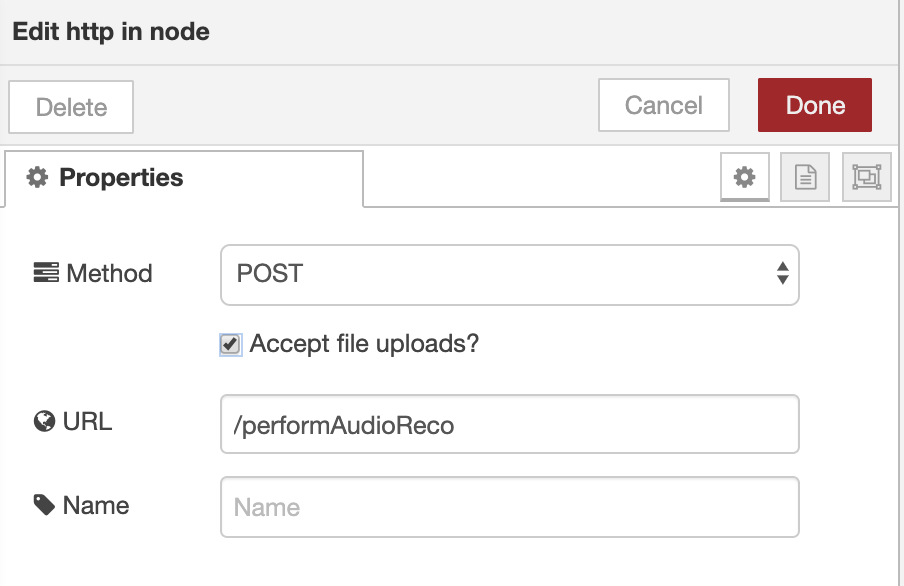 Edit http in node
Delete
Cancel
Done
Properties
Method
POST
Accept file uploads?
URL
/performAudioReco
Name
Name